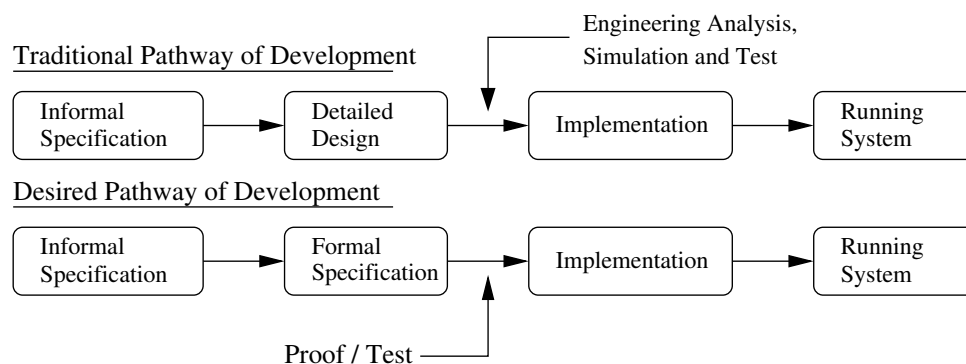 Engineering Analysis,
Simulation and Test
Traditional Pathway of Development
Informal
Specification
Detailed
Design
Implementation
Running
System
Desired Pathway of Development
Informal
Specification
Formal
Specification
Implementation
Running
System
Proof / Test